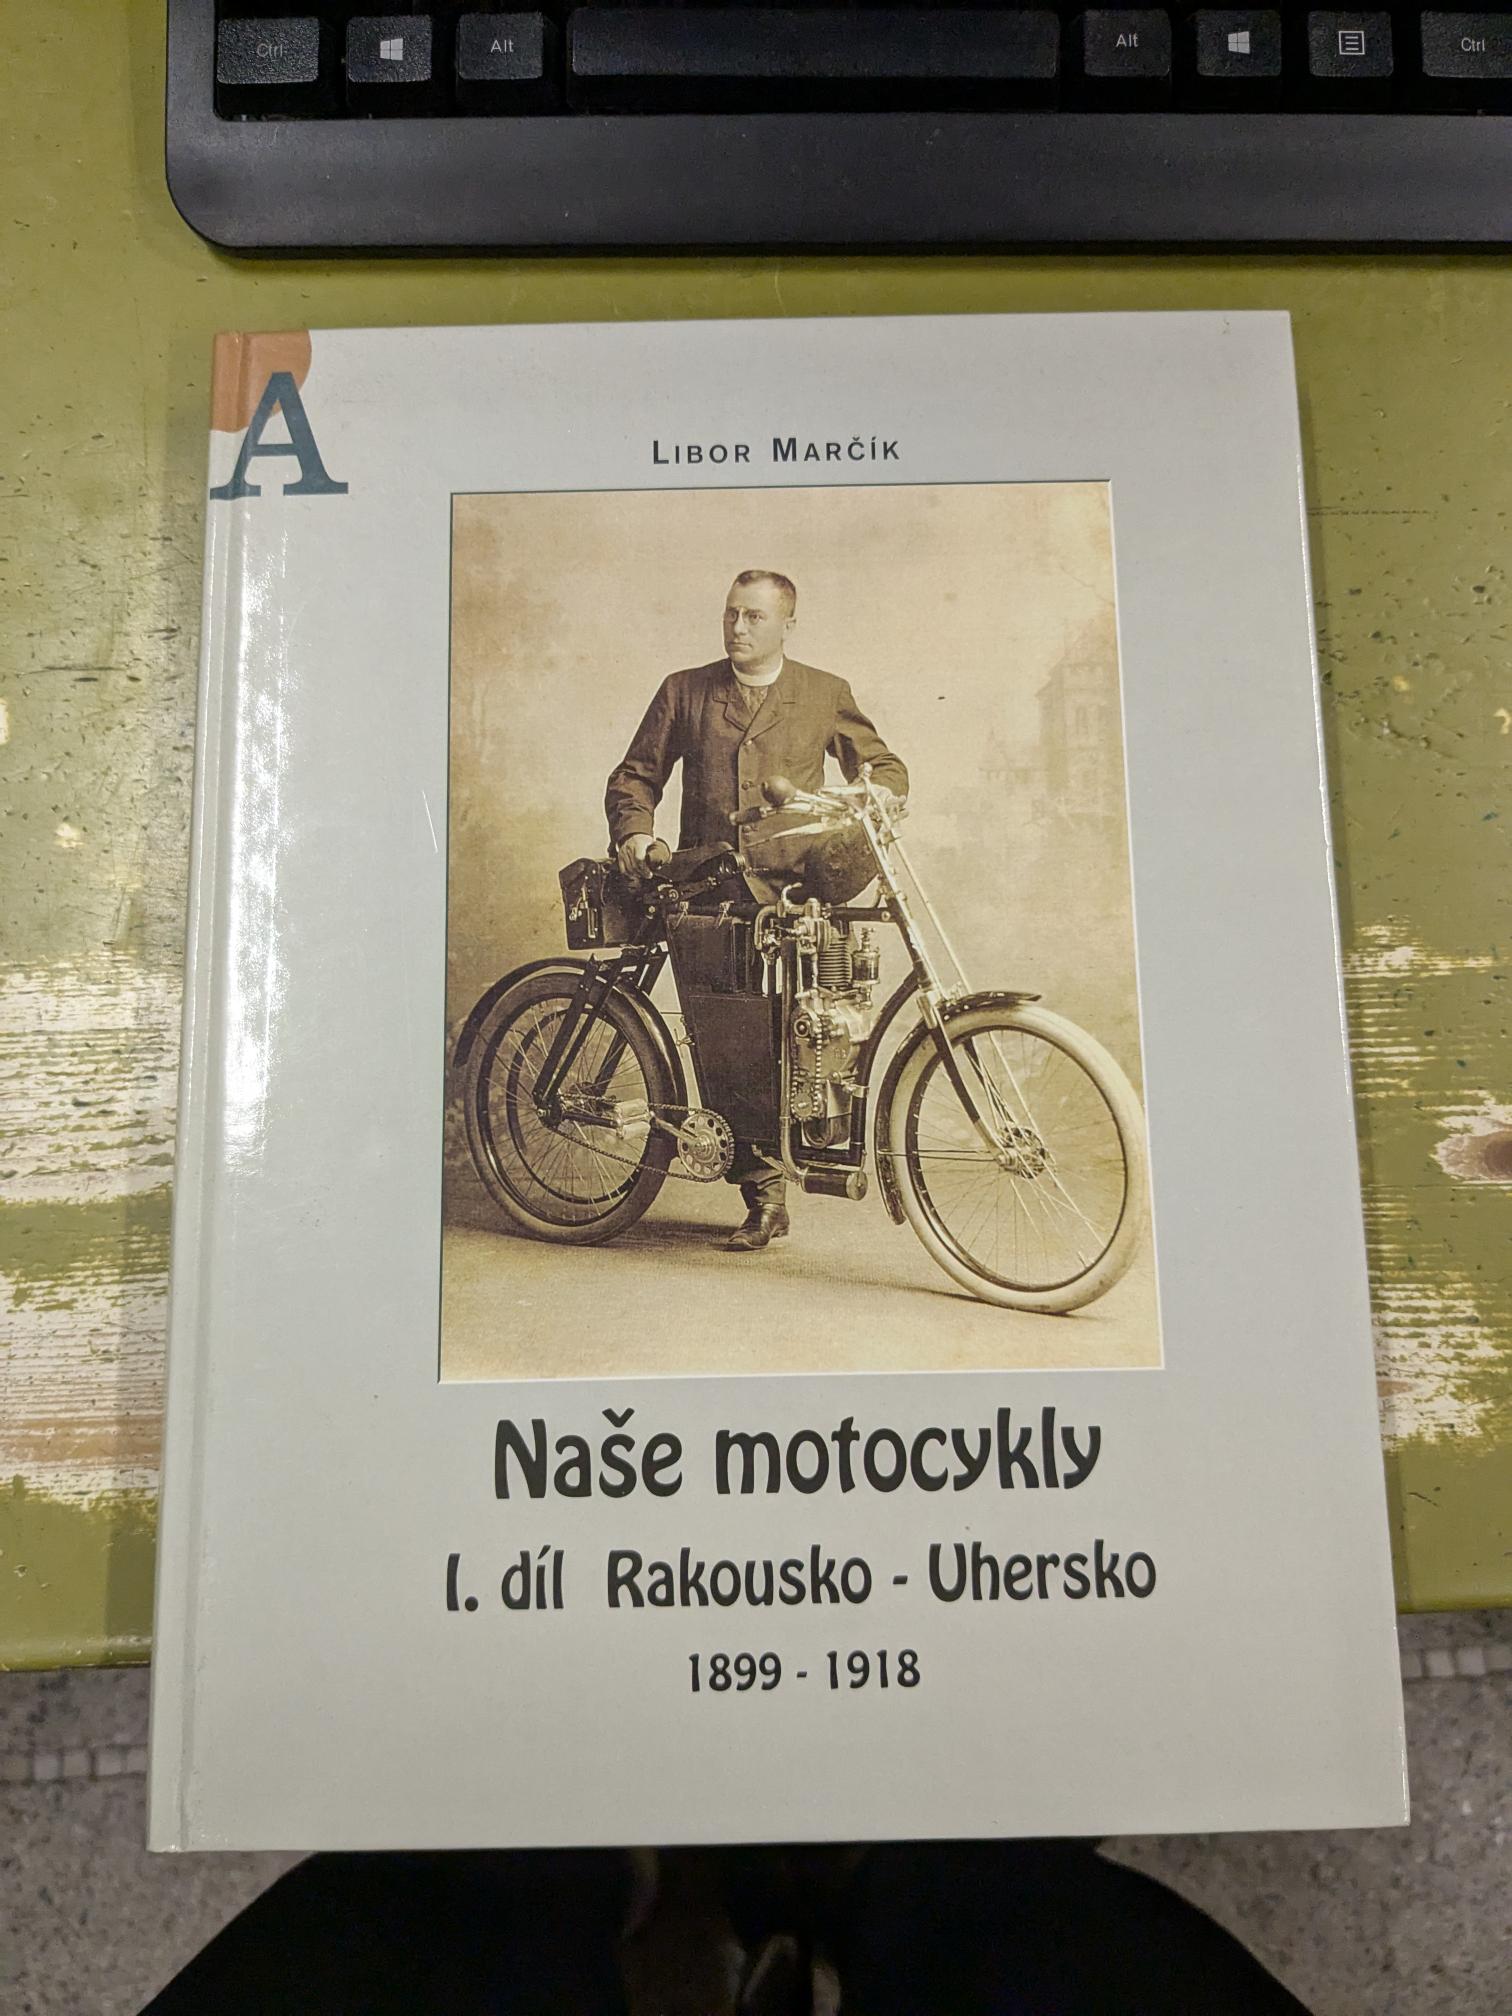 Ctrl Alt Alt Ctrl
A
LIBOR MARČÍK
Naše motocykly
I. díl Rakousko - Uhersko
1899 - 1918